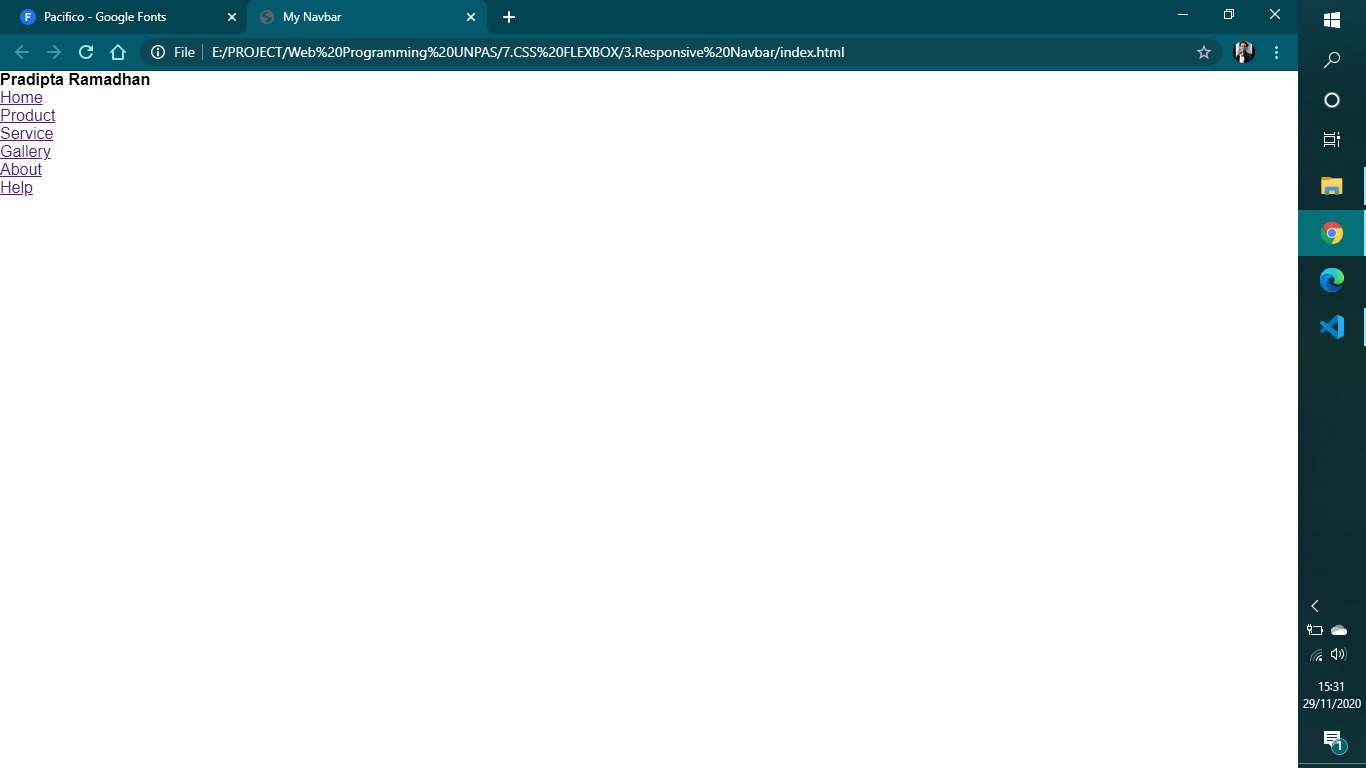 Pacifico - Google Fonts
My Navbar
File
E:/PROJECT/Web%20Programming%20UNPAS/7.CSS%20FLEXBOX/3.Responsive%20Navbar/index.html
Pradipta Ramadhan
Home
Product
Service
Gallery
About
Help
15:31
29/11/2020
1